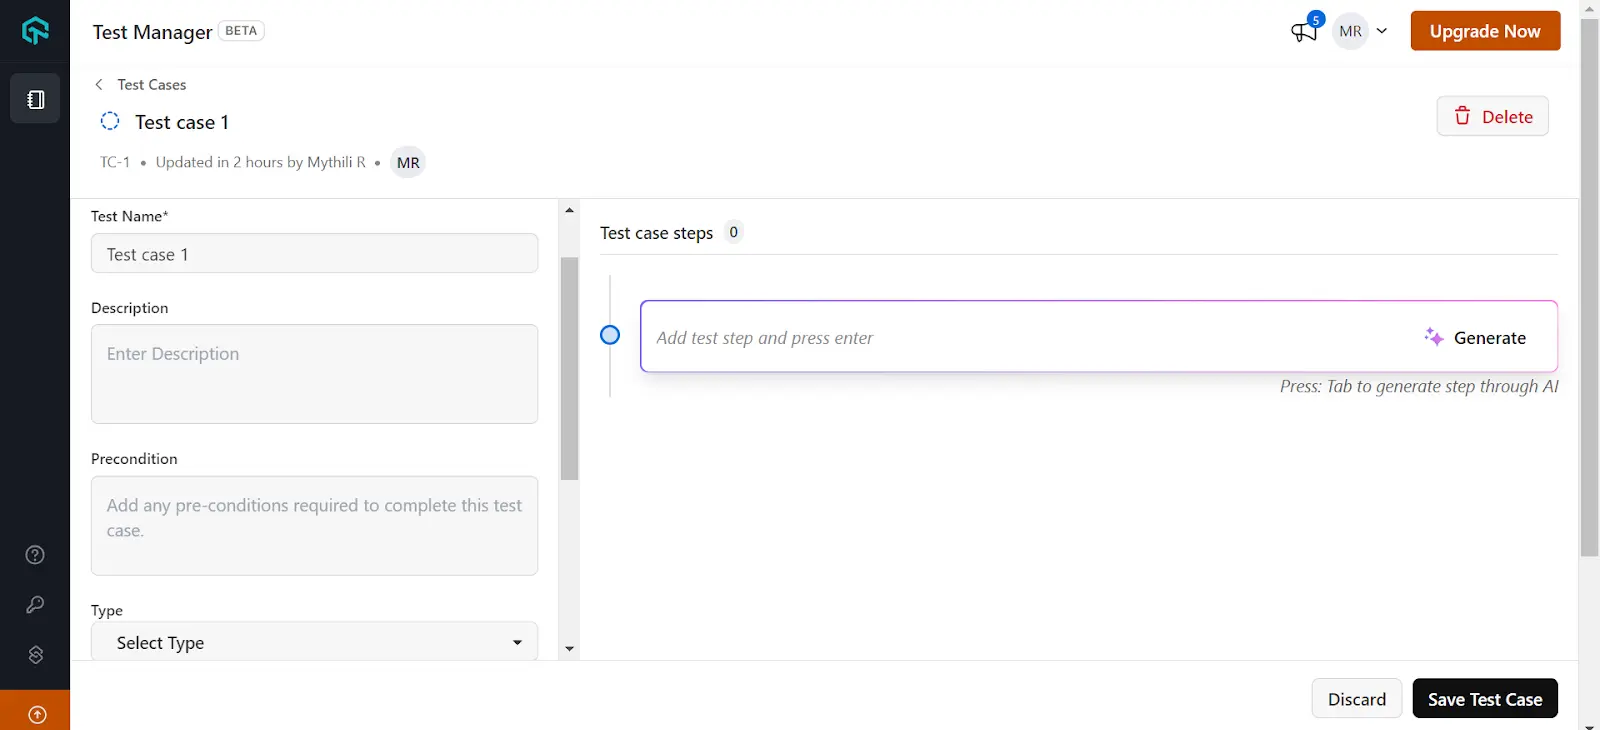 Test Manager BETA
5
MR
Upgrade Now
Test Cases
Test case 1
Delete
TC-1 • Updated in 2 hours by Mythili R • MR
Test Name*
Test case 1
Description
Enter Description
Precondition
Add any pre-conditions required to complete this test
case.
Type
Select Type
Test case steps 0
Add test step and press enter
Generate
Press: Tab to generate step through AI
Discard
Save Test Case